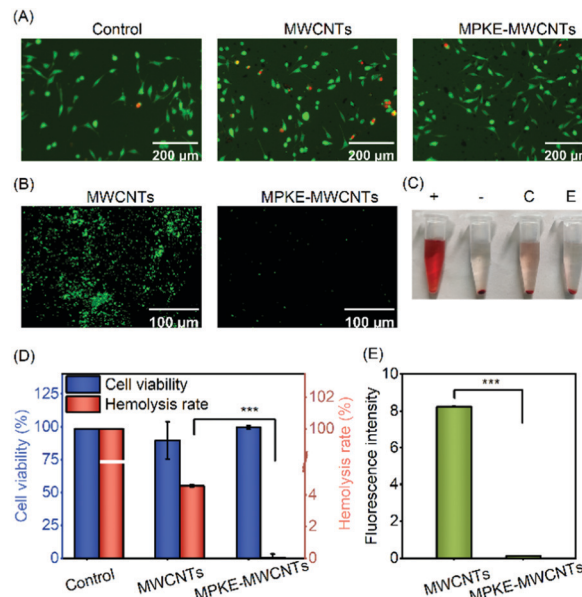 (A)
Control
MWCNTs
MPKE-MWCNTs
200 µm
200 µm
200 µm
(B)
MWCNTs
MPKE-MWCNTs
100 µm
100 µm
(C)
+ - C E
(D)
Cell viability
Hemolysis rate
***
Cell viability (%)
125
100
75
50
25
0
102
100
4
2
0
Hemolysis rate (%)
Control
MWCNTs
MPKE-MWCNTs
(E)
***
Fluorescence intensity
8
6
4
2
0
MWCNTs
MPKE-MWCNTs